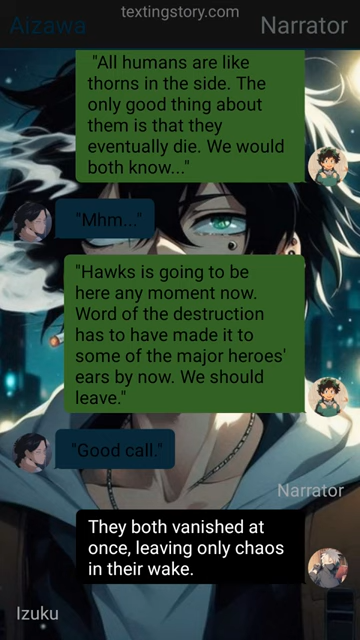 textingstory.com
Aizawa
Narrator
"All humans are like
thorns in the side. The
only good thing about
them is that they
eventually die. We would
both know..."
"Mhm..."
"Hawks is going to be
here any moment now.
Word of the destruction
has to have made it to
some of the major heroes'
ears by now. We should
leave."
"Good call."
Narrator
They both vanished at
once, leaving only chaos
in their wake.
Izuku